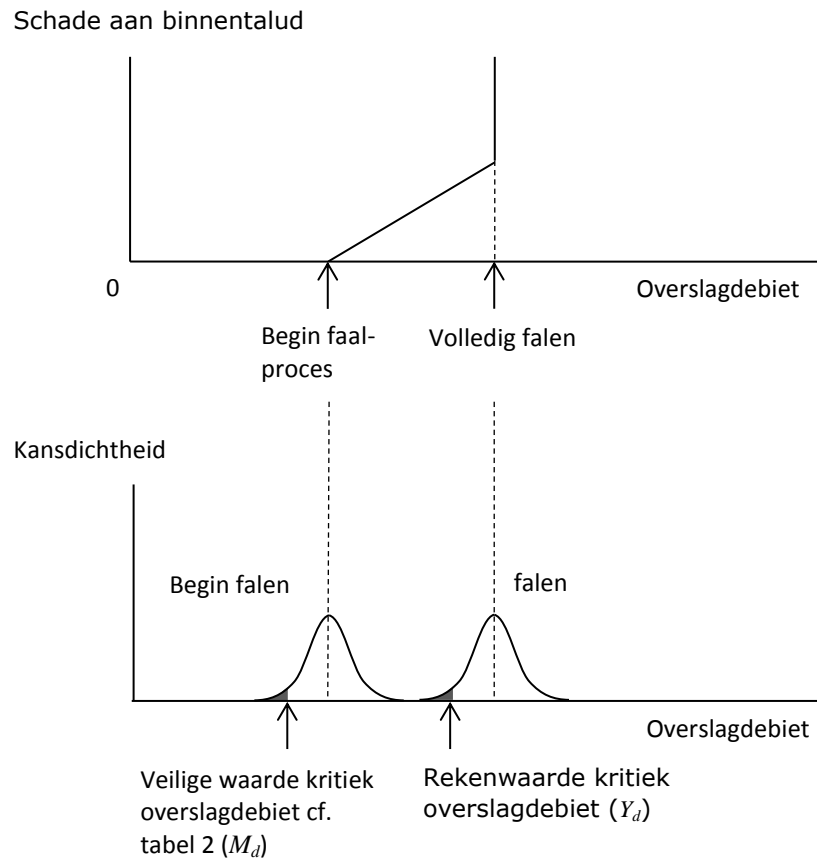 Schade aan binnentalud
0
Overslagdebiet
Begin faal-
proces
Volledig falen
Kansdichtheid
Begin falen
falen
Overslagdebiet
Veilige waarde kritiek
overslagdebiet cf.
tabel 2 (Md)
Rekenwaarde kritiek
overslagdebiet (Yd)